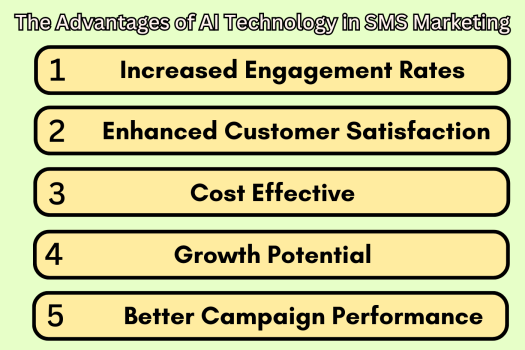 The Advantages of AI Technology in SMS Marketing
1 Increased Engagement Rates
2 Enhanced Customer Satisfaction
3 Cost Effective
4 Growth Potential
5 Better Campaign Performance